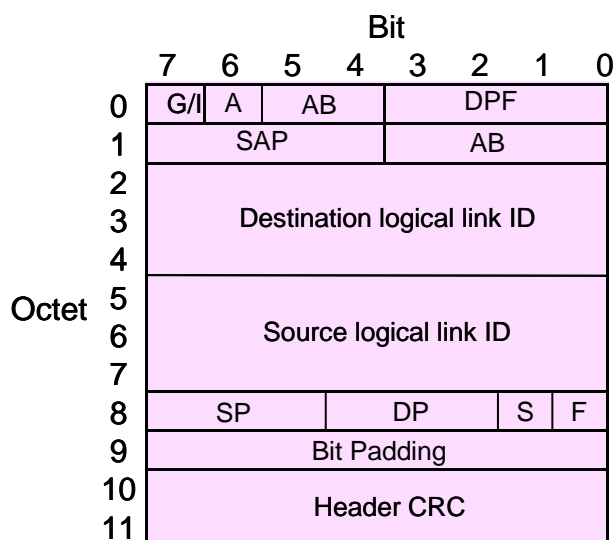 Bit
7 6 5 4 3 2 1 0
0 G/I A AB DPF
1 SAP AB
2
3 Destination logical link ID
4
5
Octet
6 Source logical link ID
7
8 SP DP S F
9 Bit Padding
10
Header CRC
11